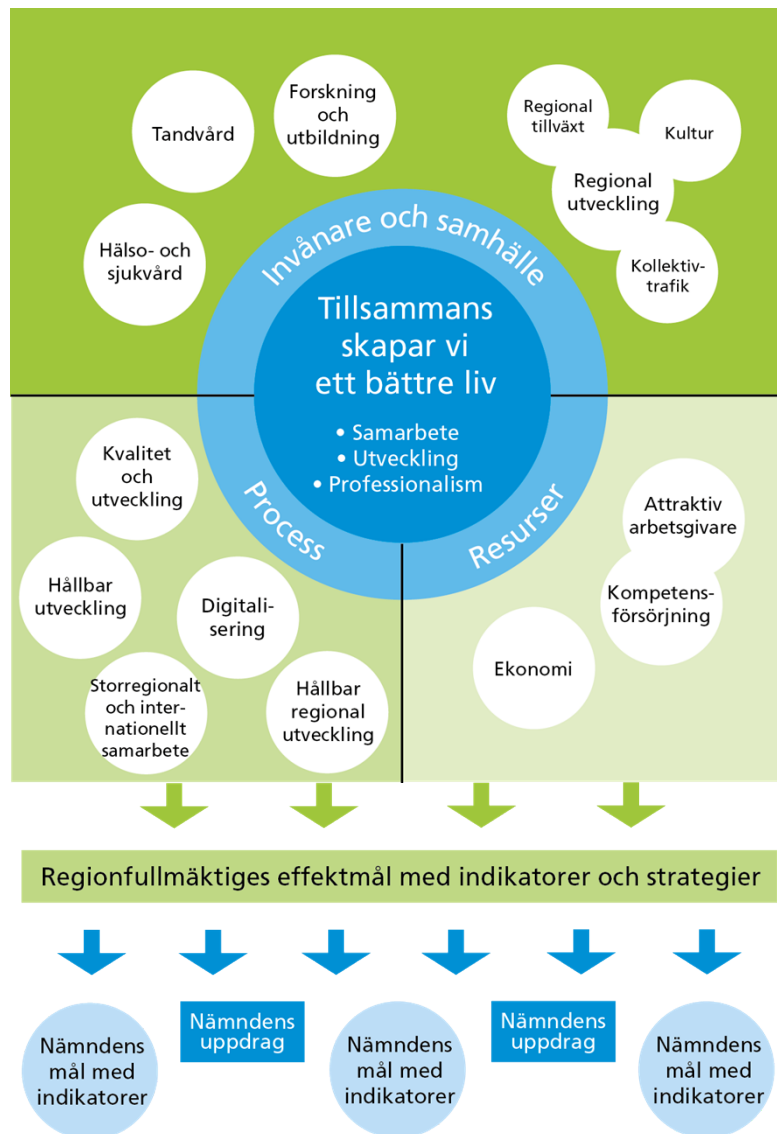 Tandvård
Forskning
och
utbildning
Hälso- och
sjukvård
Regional
tillväxt
Kultur
Regional
utveckling
Kollektiv-
trafik
Invånare och samhälle
Tillsammans
skapar vi
ett bättre liv
• Samarbete
• Utveckling
• Professionalism
Process
Resurser
Kvalitet
och
utveckling
Hållbar
utveckling
Digitali-
sering
Storregionalt
och inter-
nationellt
samarbete
Hållbar
regional
utveckling
Attraktiv
arbetsgivare
Kompetens-
försörjning
Ekonomi
Regionfullmäktiges effektmål med indikatorer och strategier
Nämndens
mål med
indikatorer
Nämndens
uppdrag
Nämndens
mål med
indikatorer
Nämndens
uppdrag
Nämndens
mål med
indikatorer